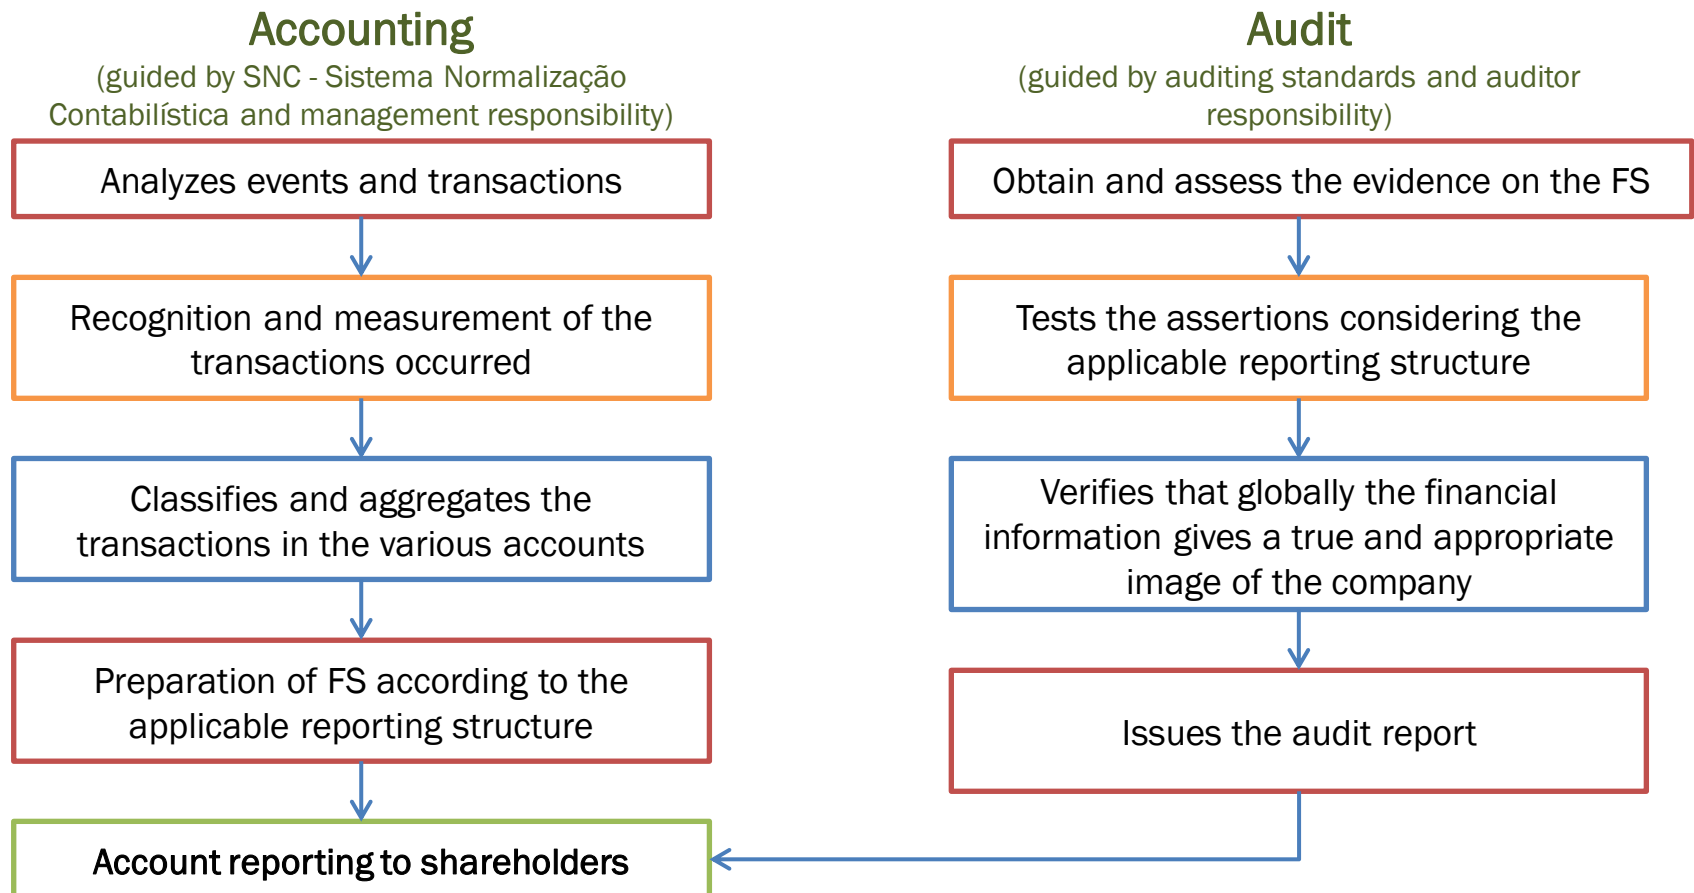 Accounting
(guided by SNC - Sistema Normalização
Contabilística and management responsibility)
Analyzes events and transactions
Recognition and measurement of the
transactions occurred
Classifies and aggregates the
transactions in the various accounts
Preparation of FS according to the
applicable reporting structure
Account reporting to shareholders
Audit
(guided by auditing standards and auditor
responsibility)
Obtain and assess the evidence on the FS
Tests the assertions considering the
applicable reporting structure
Verifies that globally the financial
information gives a true and appropriate
image of the company
Issues the audit report